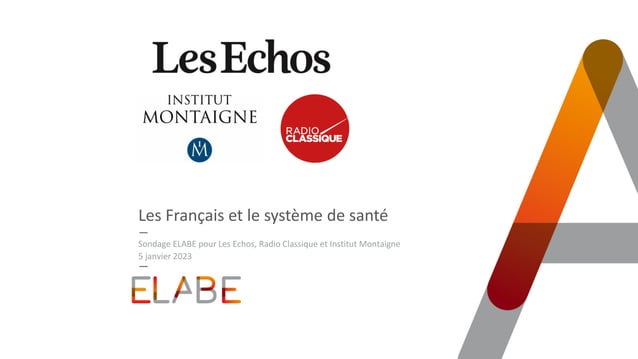 Les Echos
INSTITUT
MONTAIGNE
M
RADIO
CLASSIQUE
Les Français et le système de santé
Sondage ELABE pour Les Echos, Radio Classique et Institut Montaigne
5 janvier 2023
ELABE